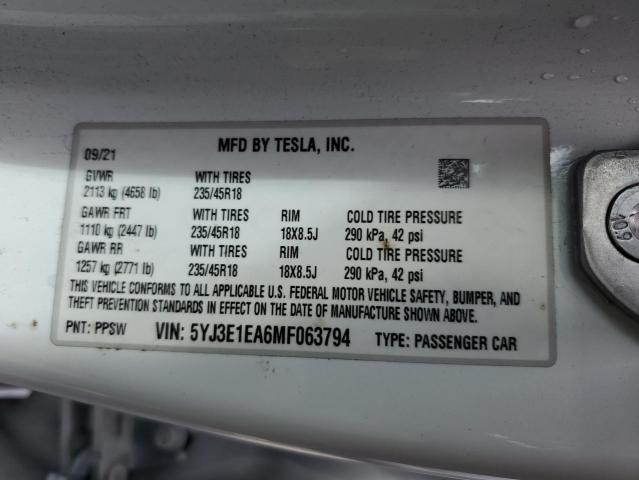 MFD BY TESLA, INC.
09/21
GVWR WITH TIRES
2113 kg (4658 lb) 235/45R18
GAWR FRT WITH TIRES RIM COLD TIRE PRESSURE
1110 kg (2447 lb) 235/45R18 18X8.5J 290 kPa, 42 psi
GAWR RR WITH TIRES RIM COLD TIRE PRESSURE
1257 kg (2771 lb) 235/45R18 18X8.5J 290 kPa, 42 psi
THIS VEHICLE CONFORMS TO ALL APPLICABLE U.S. FEDERAL MOTOR VEHICLE SAFETY, BUMPER, AND
THEFT PREVENTION STANDARDS IN EFFECT ON THE DATE OF MANUFACTURE SHOWN ABOVE.
PNT: PPSW VIN: 5YJ3E1EA6MF063794 TYPE: PASSENGER CAR